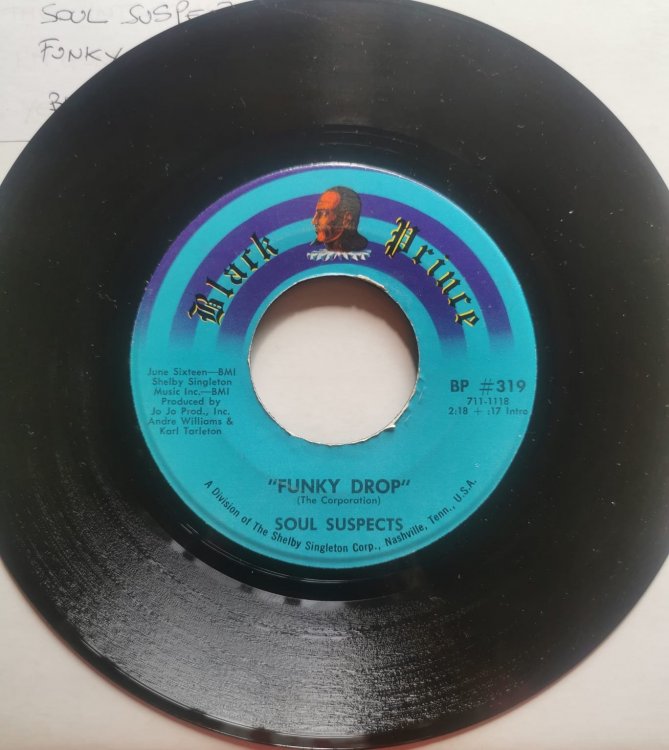 SOUL SUSPE
FUNKY
Black Prince
June Sixteen—BMI
Shelby Singleton
Music Inc.—BMI
Produced by
Jo Jo Prod., Inc.
Andre Williams &
Karl Tarleton
BP #319
711-1118
2:18 + :17 Intro
"FUNKY DROP"
(The Corporation)
SOUL SUSPECTS
A Division of The Shelby Singleton Corp., Nashville, Tenn., U.S.A.